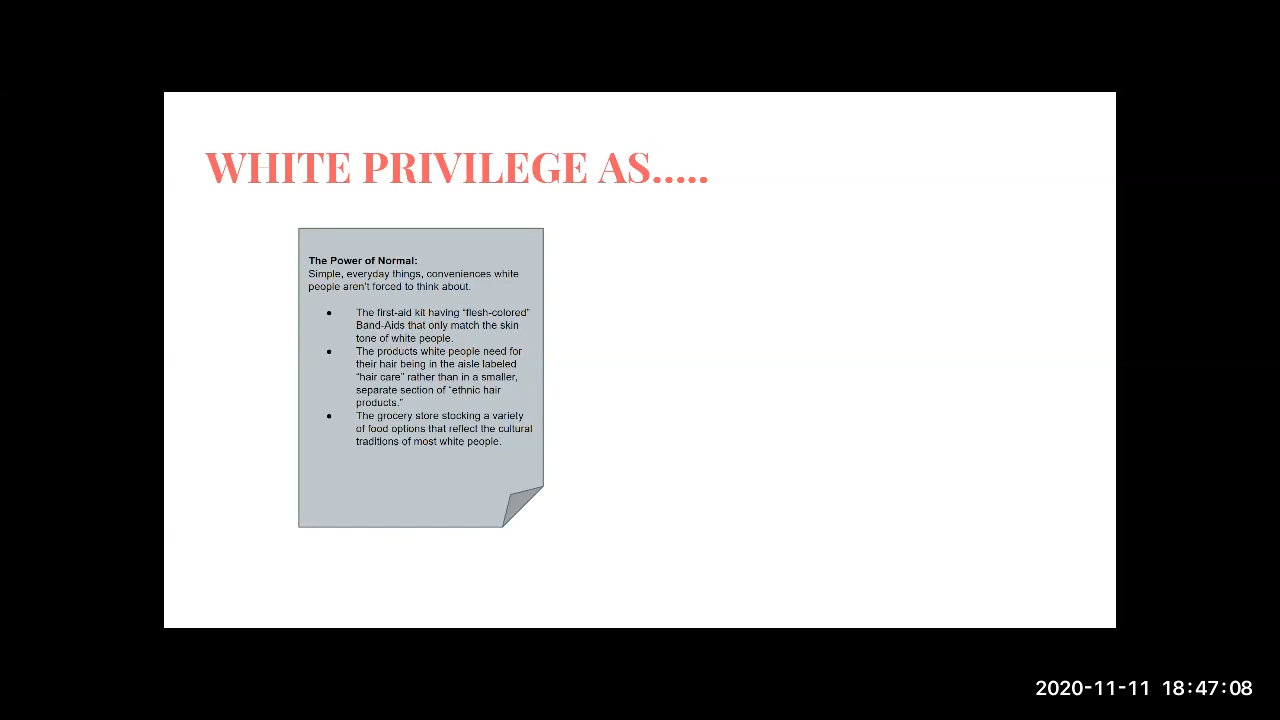 WHITE PRIVILEGE AS.....
The Power of Normal:
Simple, everyday things, conveniences white
people aren't forced to think about.
● The first-aid kit having “flesh-colored”
Band-Aids that only match the skin
tone of white people.
● The products white people need for
their hair being in the aisle labeled
“hair care” rather than in a smaller,
separate section of “ethnic hair
products.”
● The grocery store stocking a variety
of food options that reflect the cultural
traditions of most white people.
2020-11-11 18:47:08